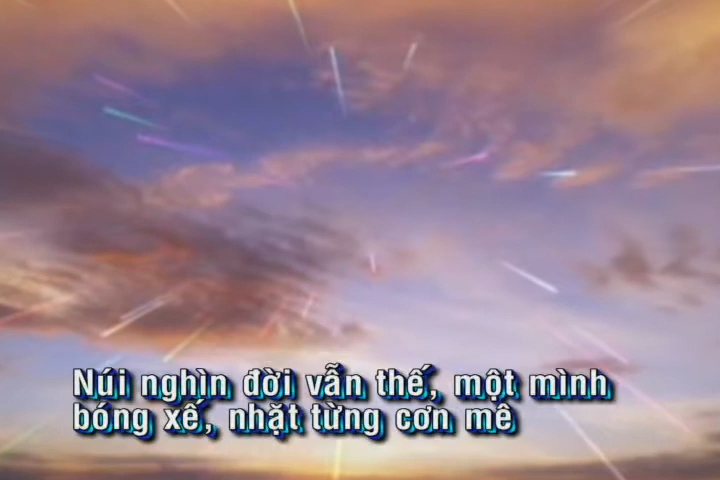 Núi nghìn đời vẫn thế, một mình
bóng xế, nhặt từng cơn mê